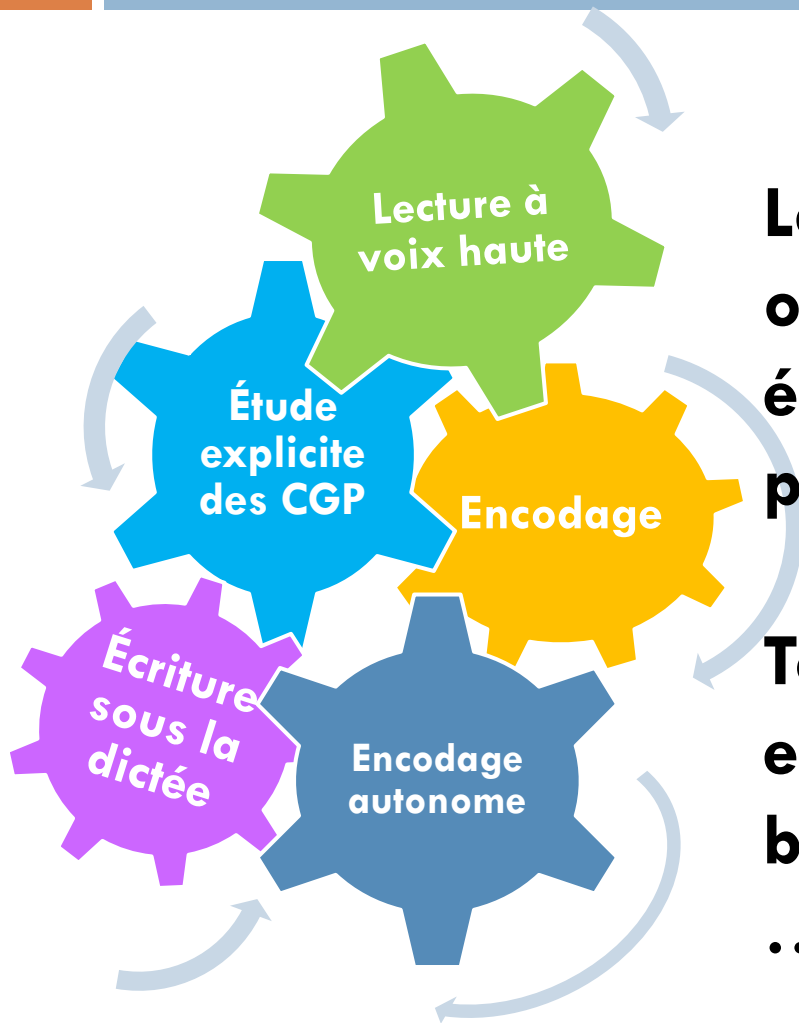 Lecture à
voix haute
Étude
explicite
des CGP
Encodage
Écriture
sous la
dictée
Encodage
autonome